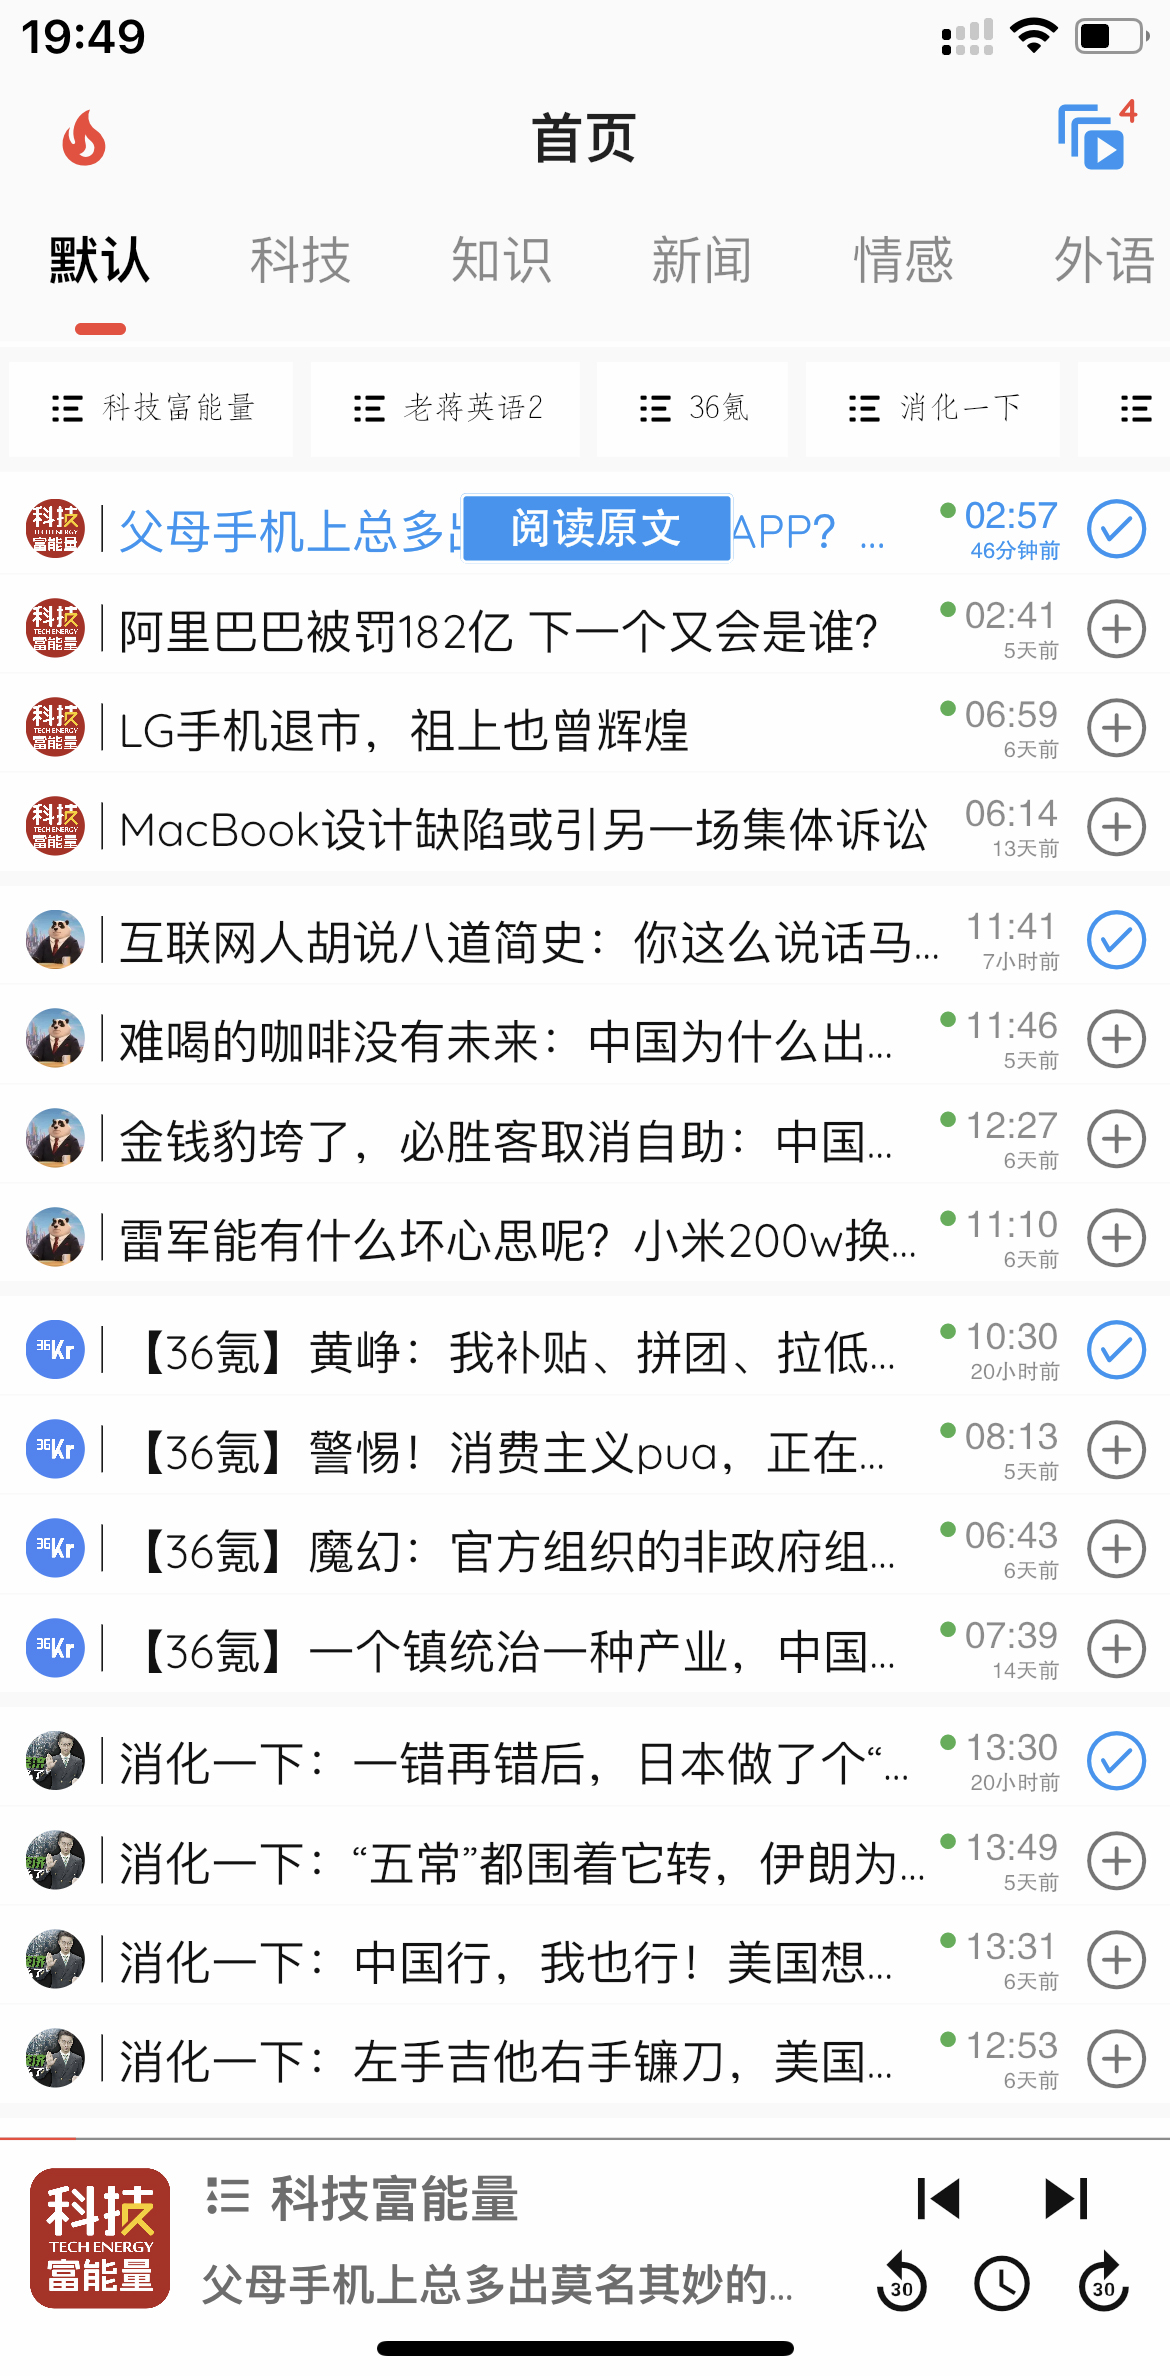 19:49
首页
4
默认 科技 知识 新闻 情感 外语
科技富能量 老蒋英语2 36氪 消化一下
科技 TECH ENERGY 富能量 父母手机上总多 阅读原文 APP？... 02:57
46分钟前
科技 TECH ENERGY 富能量 阿里巴巴被罚182亿 下一个又会是谁？ 02:41
5天前
科技 TECH ENERGY 富能量 LG手机退市，祖上也曾辉煌 06:59
6天前
科技 TECH ENERGY 富能量 MacBook设计缺陷或引另一场集体诉讼 06:14
13天前
互联网人胡说八道简史：你这么说话马... 11:41
7小时前
难喝的咖啡没有未来：中国为什么出... 11:46
5天前
金钱豹垮了，必胜客取消自助：中国... 12:27
6天前
雷军能有什么坏心思呢？小米200w换... 11:10
6天前
36Kr 【36氪】黄峥：我补贴、拼团、拉低... 10:30
20小时前
36Kr 【36氪】警惕！消费主义pua，正在... 08:13
5天前
36Kr 【36氪】魔幻：官方组织的非政府组... 06:43
6天前
36Kr 【36氪】一个镇统治一种产业，中国... 07:39
14天前
消化一下：一错再错后，日本做了个“... 13:30
20小时前
消化一下：“五常”都围着它转，伊朗为... 13:49
5天前
消化一下：中国行，我也行！美国想... 13:31
6天前
消化一下：左手吉他右手镰刀，美国... 12:53
6天前
科技 TECH ENERGY 富能量
科技富能量
父母手机上总多出莫名其妙的...
30 30